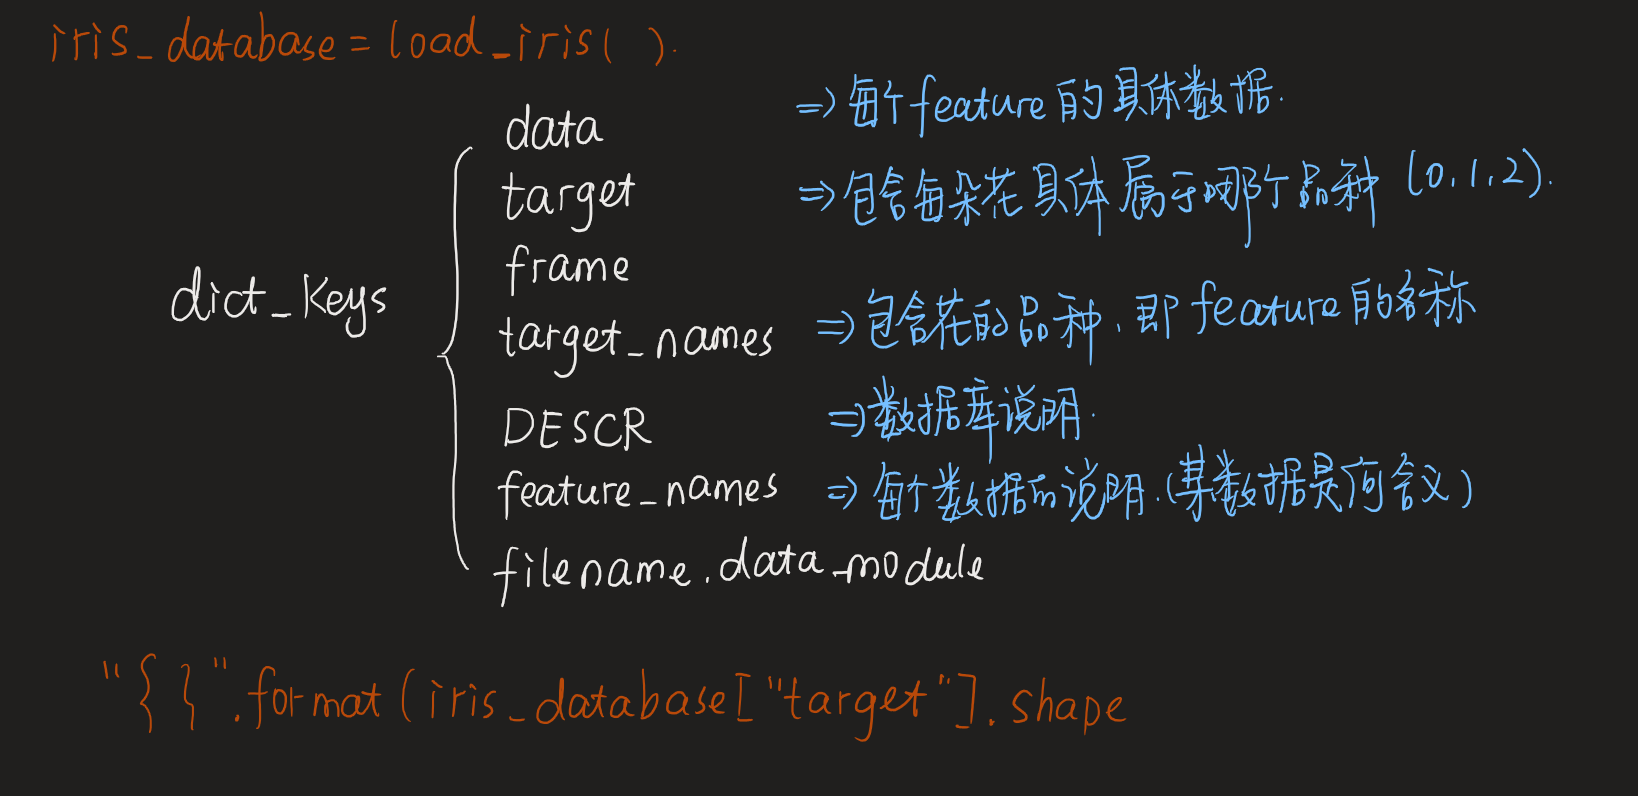 iris_database = load_iris( ).
data ⇒ 每个feature的具体数据.
target ⇒ 包含每朵花具体属于哪个品种 (0,1,2).
frame
dict_keys
target_names ⇒ 包含花的品种,即feature的名称
DESCR ⇒ 数据库说明.
feature_names ⇒ 每个数据的说明.(某数据是何含义)
filename.data_module
"{ }".format(iris_database["target"].shape